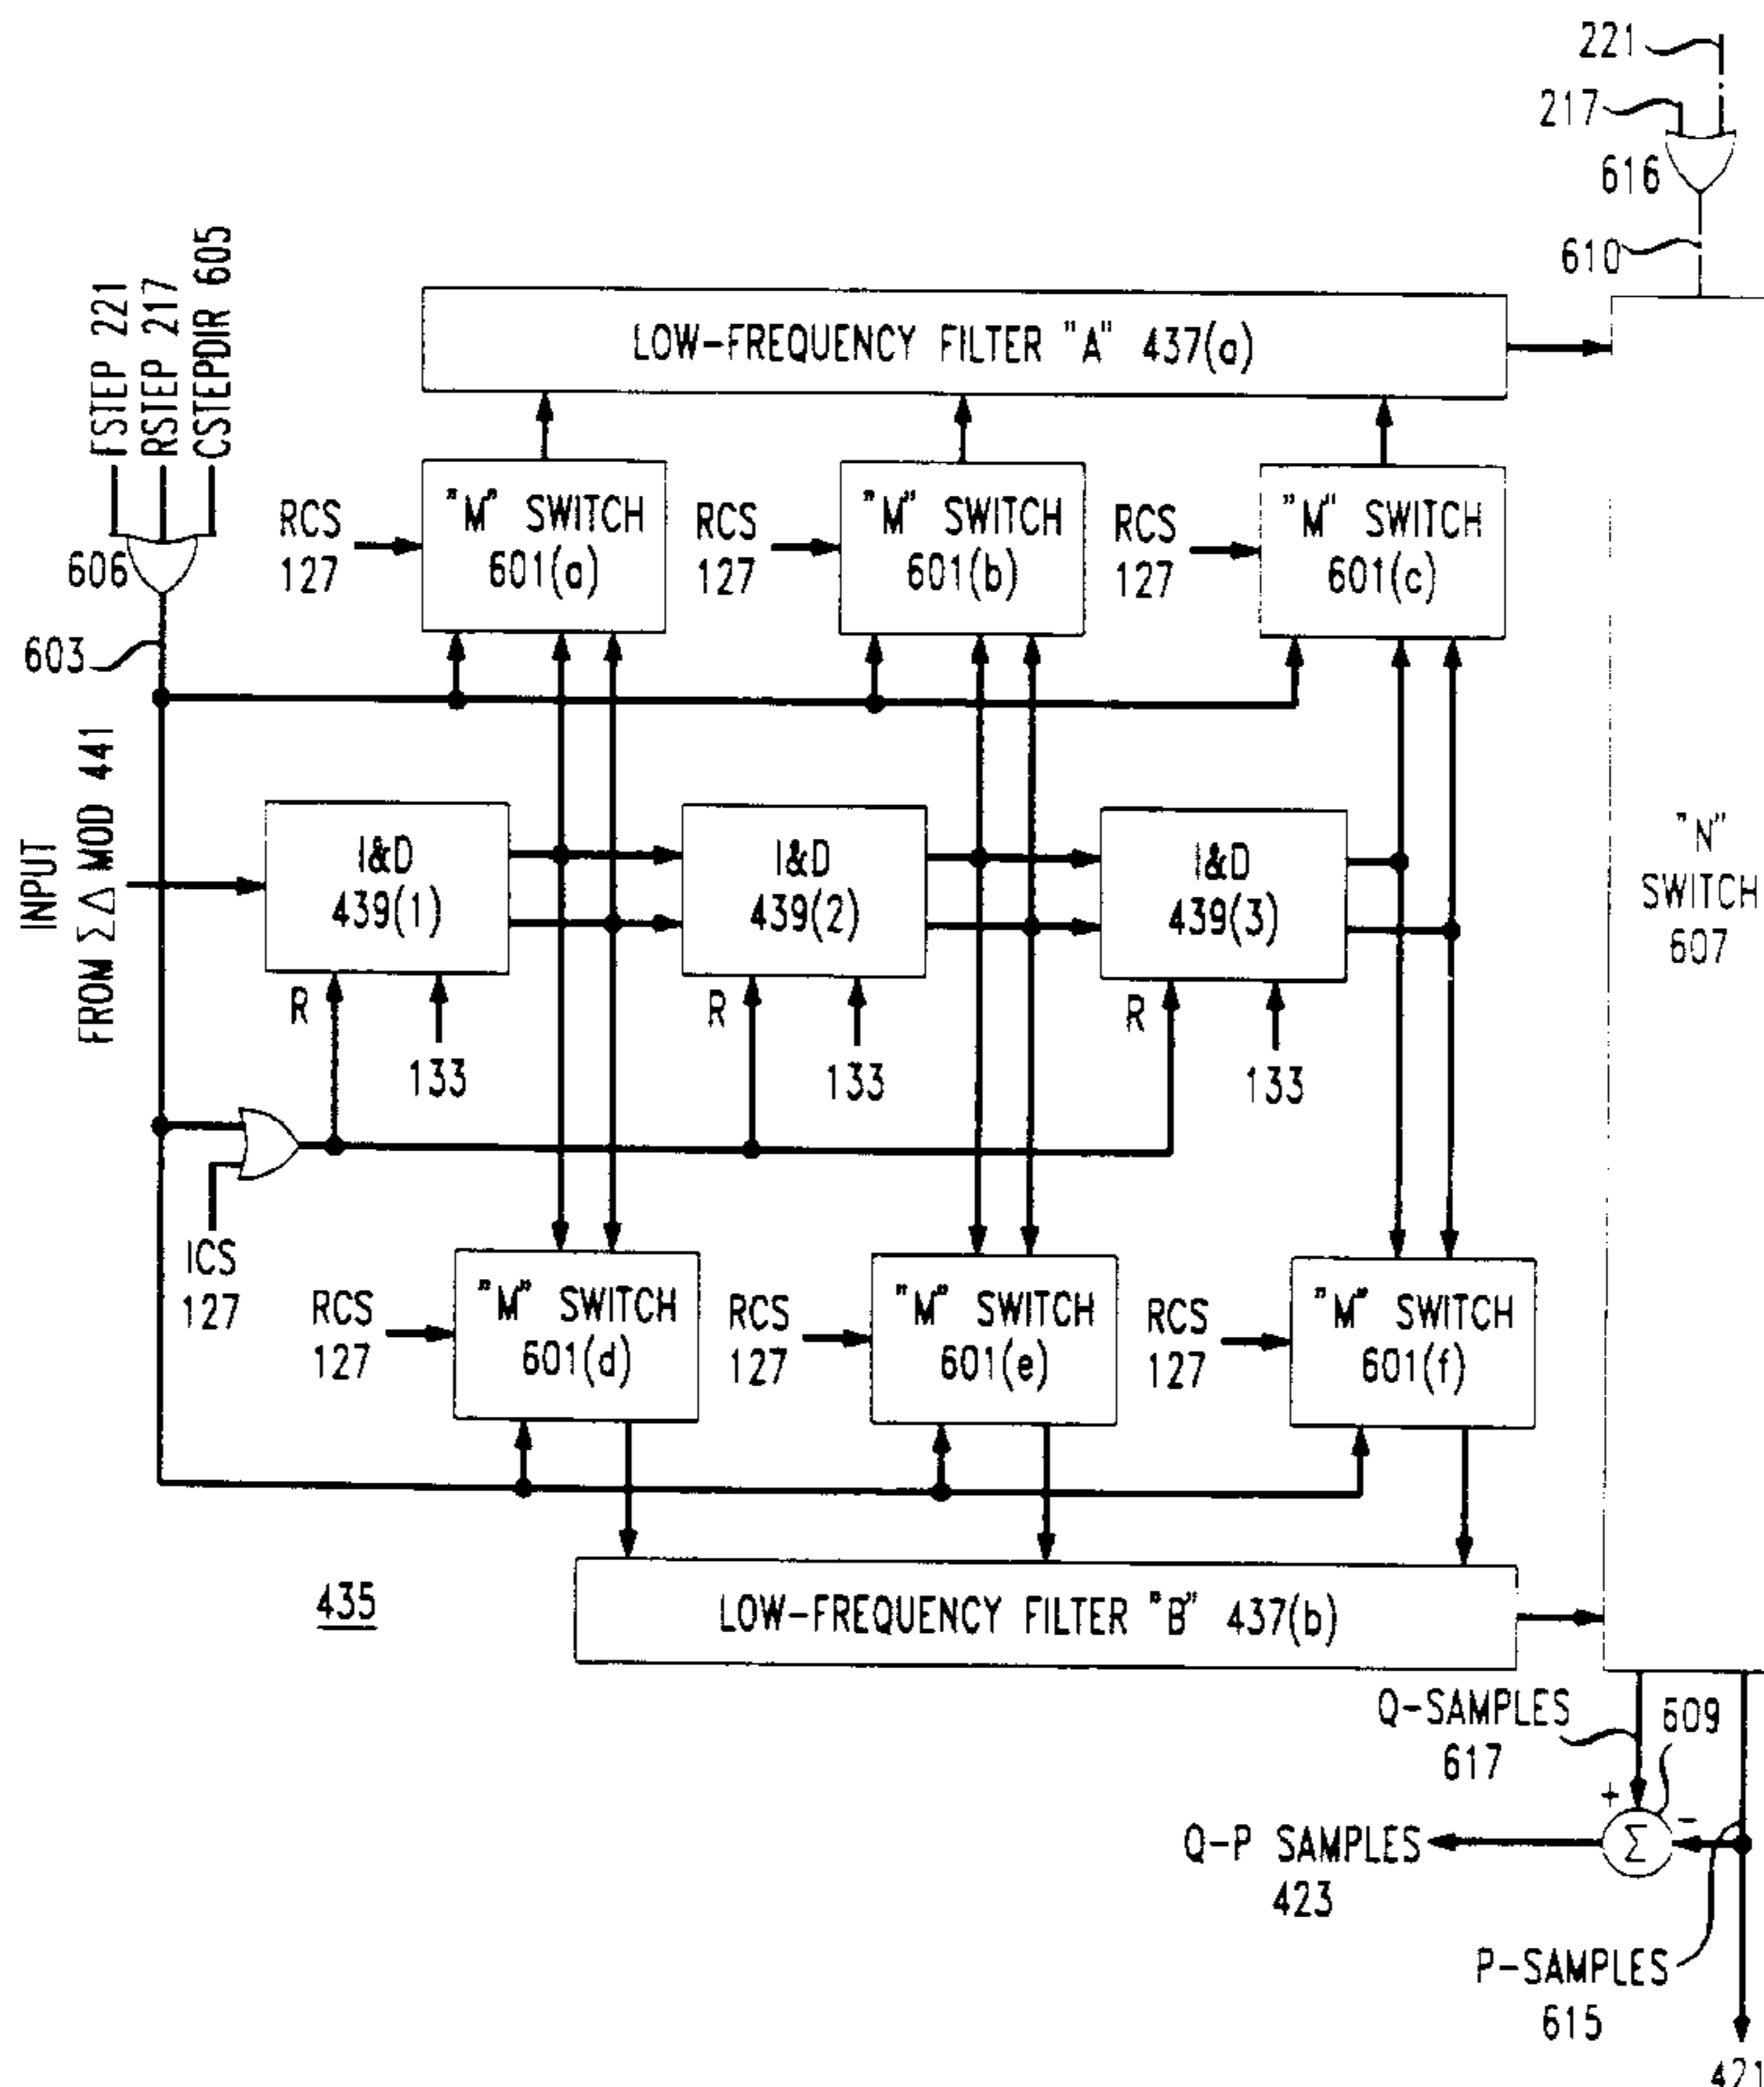 221
217
616
610
FSTEP 221
RSTEP 217
CSTEPDIR 605
LOW-FREQUENCY FILTER "A" 437(a)
606
603
RCS
127
"M" SWITCH
601(a)
RCS
127
"M" SWITCH
601(b)
RCS
127
"M" SWITCH
601(c)
INPUT
FROM ΣΔ MOD 441
I&D
439(1)
I&D
439(2)
I&D
439(3)
"N"
SWITCH
607
R
133
R
133
R
133
ICS
127
RCS
127
"M" SWITCH
601(d)
RCS
127
"M" SWITCH
601(e)
RCS
127
"M" SWITCH
601(f)
435
LOW-FREQUENCY FILTER "B" 437(b)
Q-SAMPLES
617
609
+
−
Σ
Q-P SAMPLES
423
P-SAMPLES
615
421